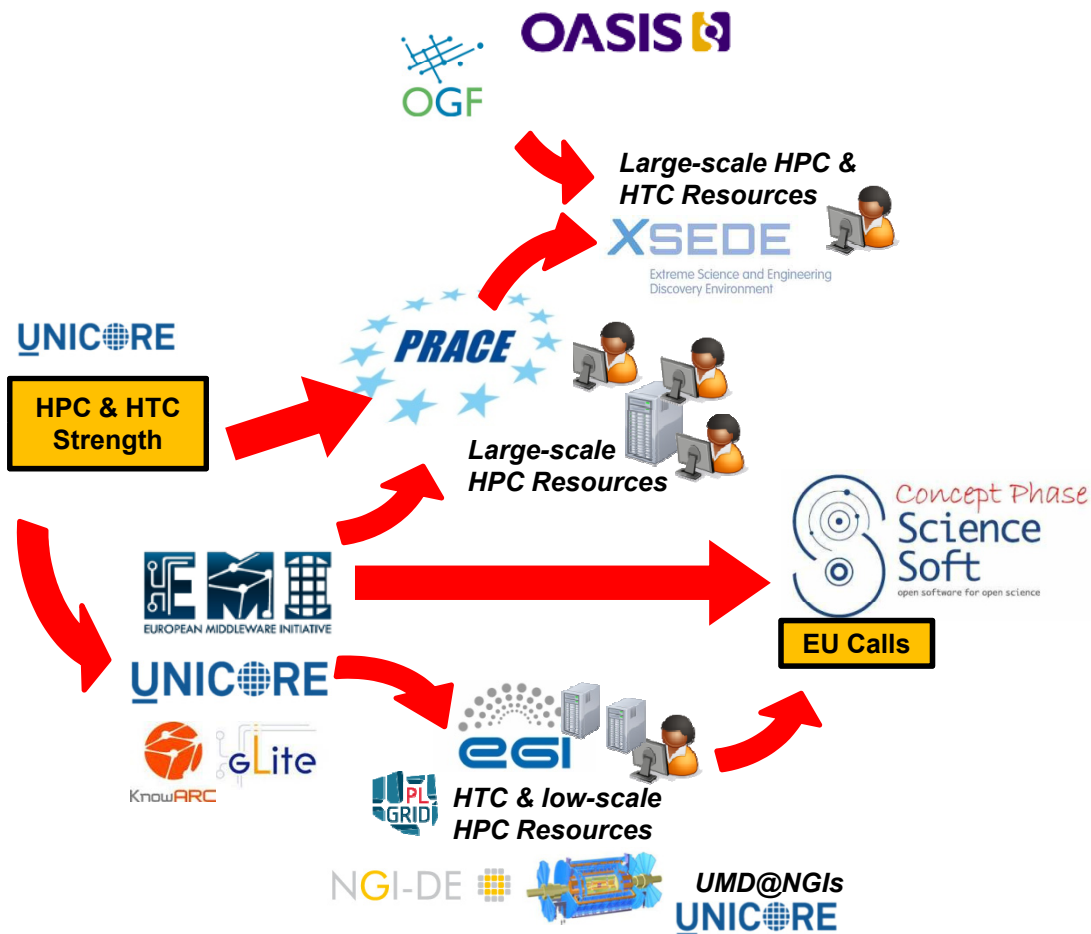 OASIS
OGF
Large-scale HPC &
HTC Resources
XSEDE
Extreme Science and Engineering
Discovery Environment
PRACE
UNICORE
HPC & HTC
Strength
Large-scale
HPC Resources
Concept Phase
Science
Soft
open software for open science
EU Calls
EMI
EUROPEAN MIDDLEWARE INITIATIVE
UNICORE
KnowARC
gLite
eGI
PL
GRID
HTC & low-scale
HPC Resources
NGI-DE
UMD@NGIs
UNICORE